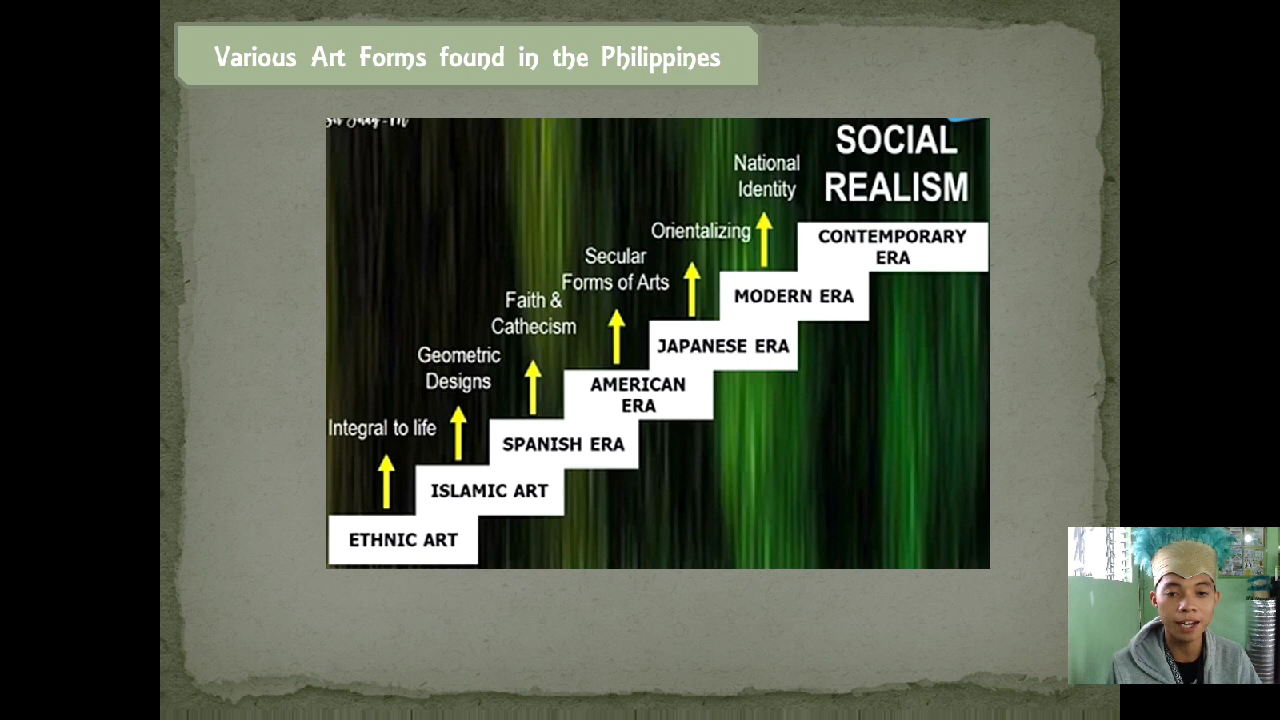 Various Art Forms found in the Philippines
SOCIAL
REALISM
National
Identity
CONTEMPORARY
ERA
Orientalizing
MODERN ERA
Secular
Forms of Arts
JAPANESE ERA
Faith &
Cathecism
AMERICAN
ERA
Geometric
Designs
SPANISH ERA
Integral to life
ISLAMIC ART
ETHNIC ART